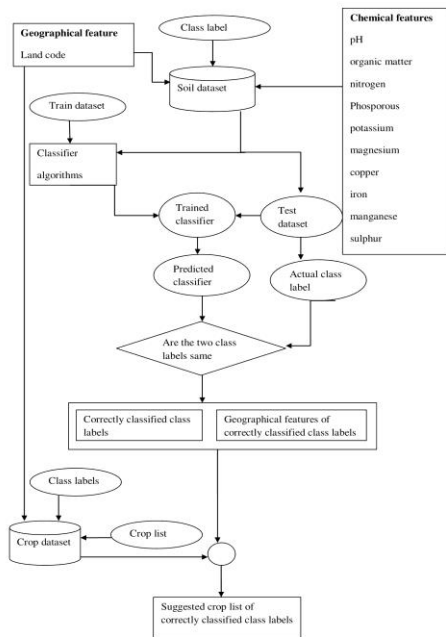 Geographical feature
Land code
Class label
Chemical features
pH
organic matter
nitrogen
Phosporous
potassium
magnesium
copper
iron
manganese
sulphur
Soil dataset
Train dataset
Classifier
algorithms
Trained
classifier
Test
dataset
Predicted
classifier
Actual class
label
Are the two class
labels same
Correctly classified class
labels
Geographical features of
correctly classified class labels
Class labels
Crop list
Crop dataset
Suggested crop list of
correctly classified class labels